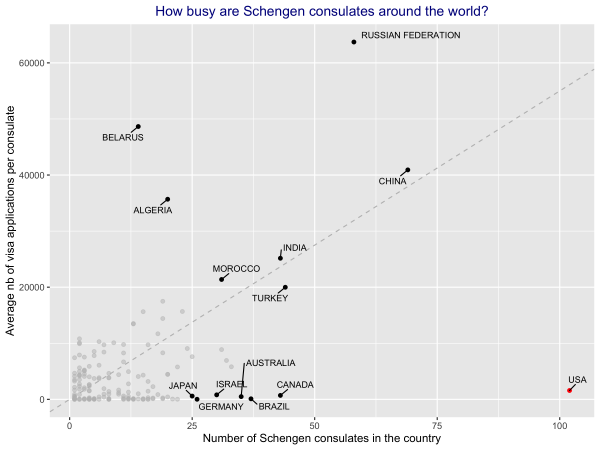 How busy are Schengen consulates around the world?
RUSSIAN FEDERATION
60000
BELARUS
40000
CHINA
ALGERIA
INDIA
MOROCCO
20000
TURKEY
AUSTRALIA
USA
JAPAN
ISRAEL
CANADA
0
GERMANY
BRAZIL
0
25
50
75
100
Number of Schengen consulates in the country
Average nb of visa applications per consulate